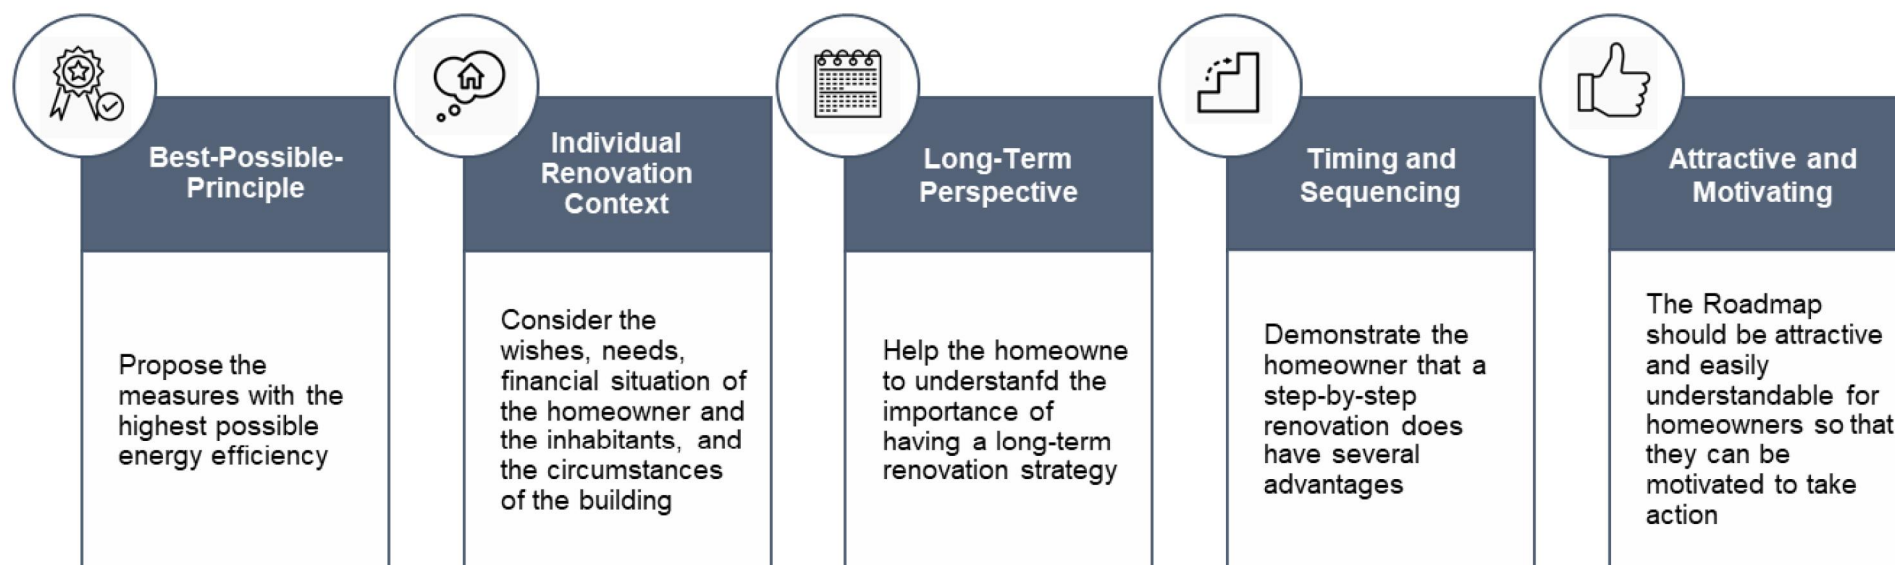 Best-Possible-
Principle
Propose the
measures with the
highest possible
energy efficiency
Individual
Renovation
Context
Consider the
wishes, needs,
financial situation of
the homeowner and
the inhabitants, and
the circumstances
of the building
Long-Term
Perspective
Help the homeowne
to understanfd the
importance of
having a long-term
renovation strategy
Timing and
Sequencing
Demonstrate the
homeowner that a
step-by-step
renovation does
have several
advantages
Attractive and
Motivating
The Roadmap
should be attractive
and easily
understandable for
homeowners so that
they can be
motivated to take
action